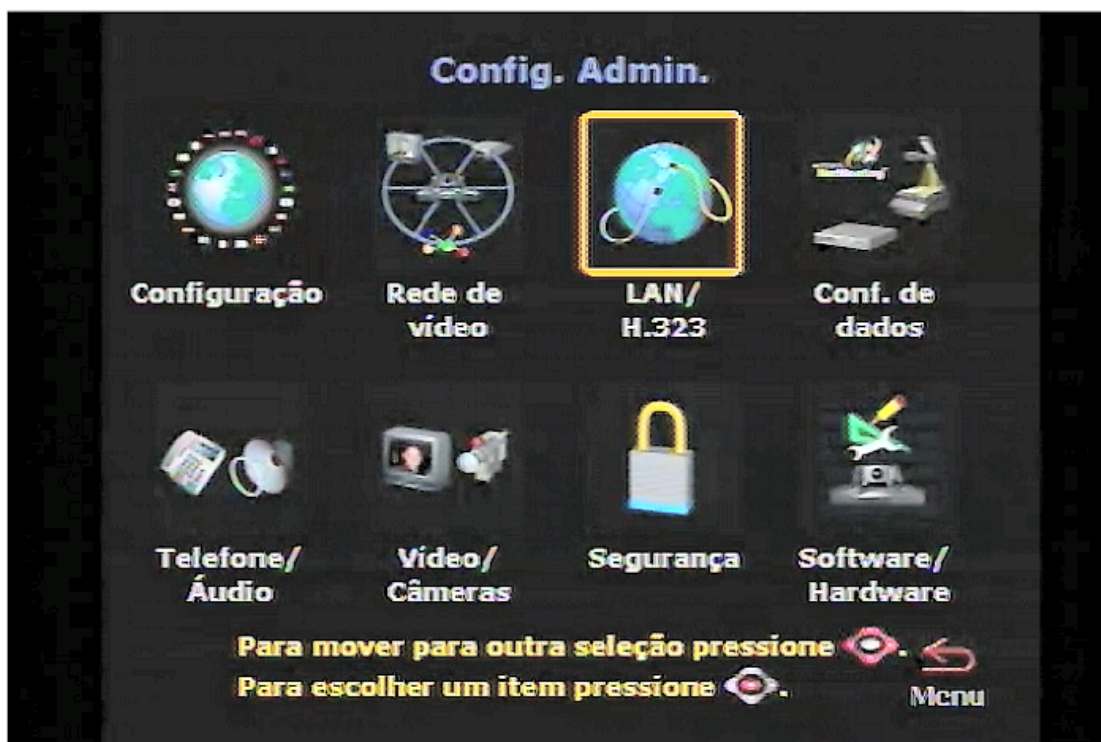 Config. Admin.
Configuração
Rede de
vídeo
LAN/
H.323
Conf. de
dados
Telefone/
Áudio
Vídeo/
Câmeras
Segurança
Software/
Hardware
Para mover para outra seleção pressione .
Para escolher um item pressione .
Menu